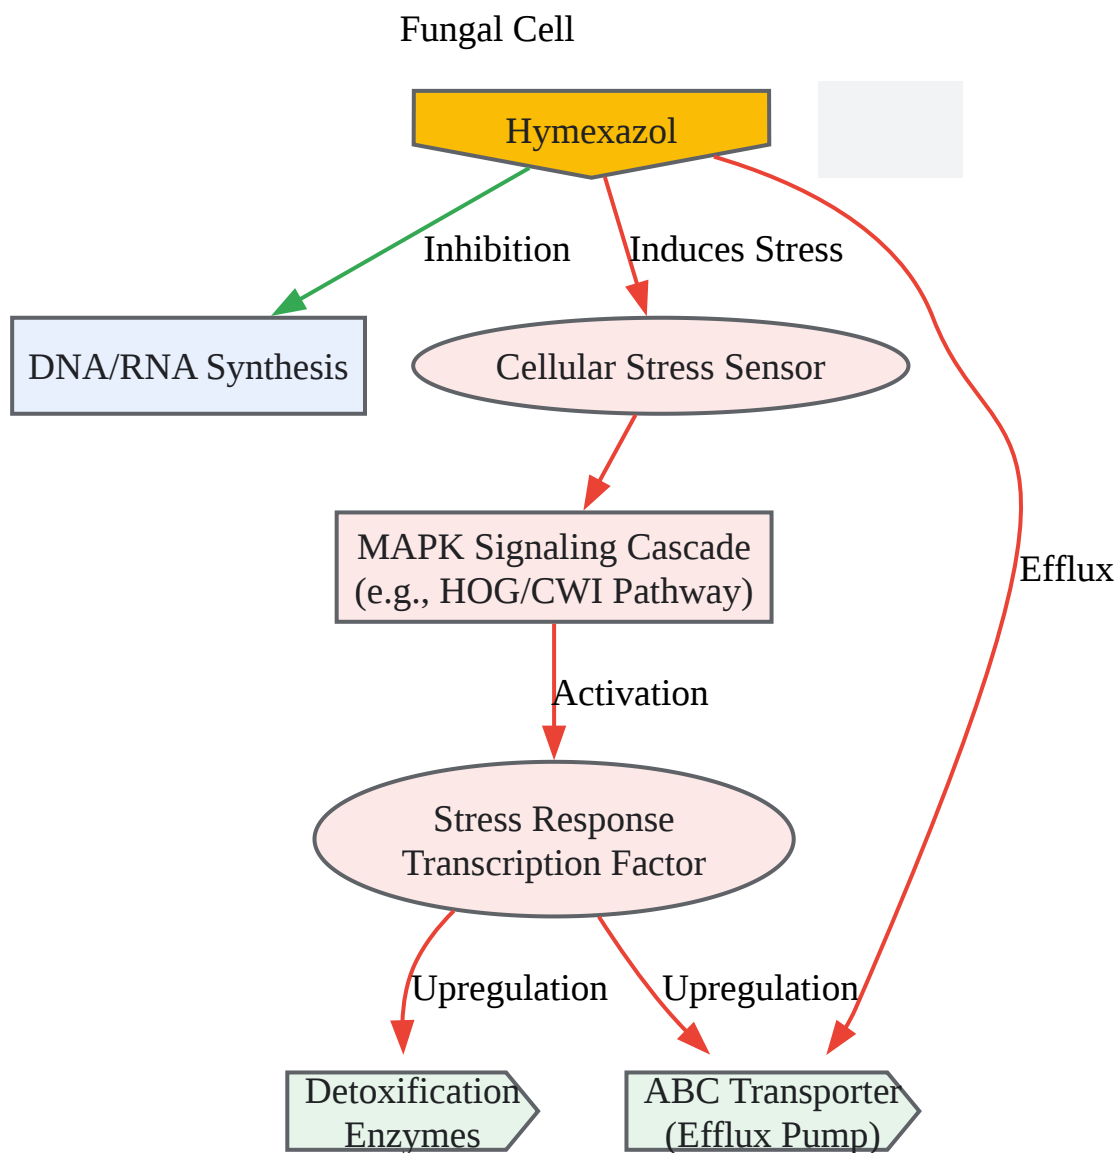 Fungal Cell
Hymexazol
Inhibition
Induces Stress
DNA/RNA Synthesis
Cellular Stress Sensor
MAPK Signaling Cascade
(e.g., HOG/CWI Pathway)
Efflux
Activation
Stress Response
Transcription Factor
Upregulation
Upregulation
Detoxification
Enzymes
ABC Transporter
(Efflux Pump)